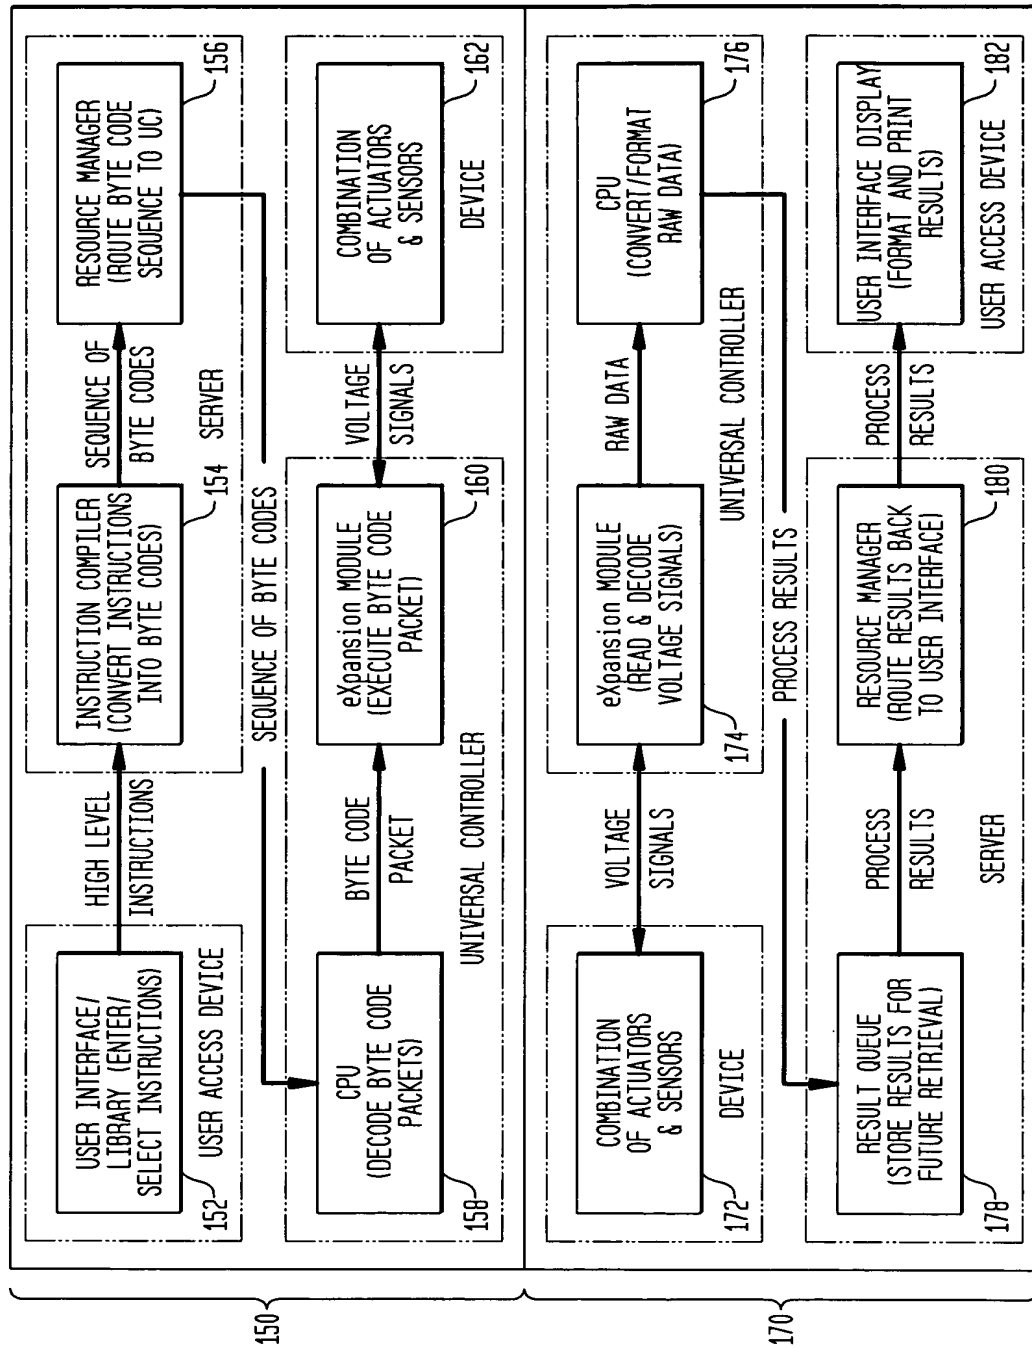 150
USER INTERFACE/
LIBRARY (ENTER/
SELECT INSTRUCTIONS)
152
USER ACCESS DEVICE
HIGH LEVEL
INSTRUCTIONS
INSTRUCTION COMPILER
(CONVERT INSTRUCTIONS
INTO BYTE CODES)
154
SEQUENCE OF
BYTE CODES
SERVER
RESOURCE MANAGER
(ROUTE BYTE CODE
SEQUENCE TO UC)
156
SEQUENCE OF BYTE CODES
CPU
(DECODE BYTE CODE
PACKETS)
158
BYTE CODE
PACKET
UNIVERSAL CONTROLLER
eXpansion MODULE
(EXECUTE BYTE CODE
PACKET)
160
VOLTAGE
SIGNALS
COMBINATION
OF ACTUATORS
& SENSORS
162
DEVICE
170
COMBINATION
OF ACTUATORS
& SENSORS
172
DEVICE
VOLTAGE
SIGNALS
eXpansion MODULE
(READ & DECODE
VOLTAGE SIGNALS)
174
RAW DATA
UNIVERSAL CONTROLLER
CPU
(CONVERT/FORMAT
RAW DATA)
176
PROCESS RESULTS
RESULT QUEUE
(STORE RESULTS FOR
FUTURE RETRIEVAL)
178
PROCESS
RESULTS
SERVER
RESOURCE MANAGER
(ROUTE RESULTS BACK
TO USER INTERFACE)
180
PROCESS
RESULTS
USER INTERFACE DISPLAY
(FORMAT AND PRINT
RESULTS)
182
USER ACCESS DEVICE